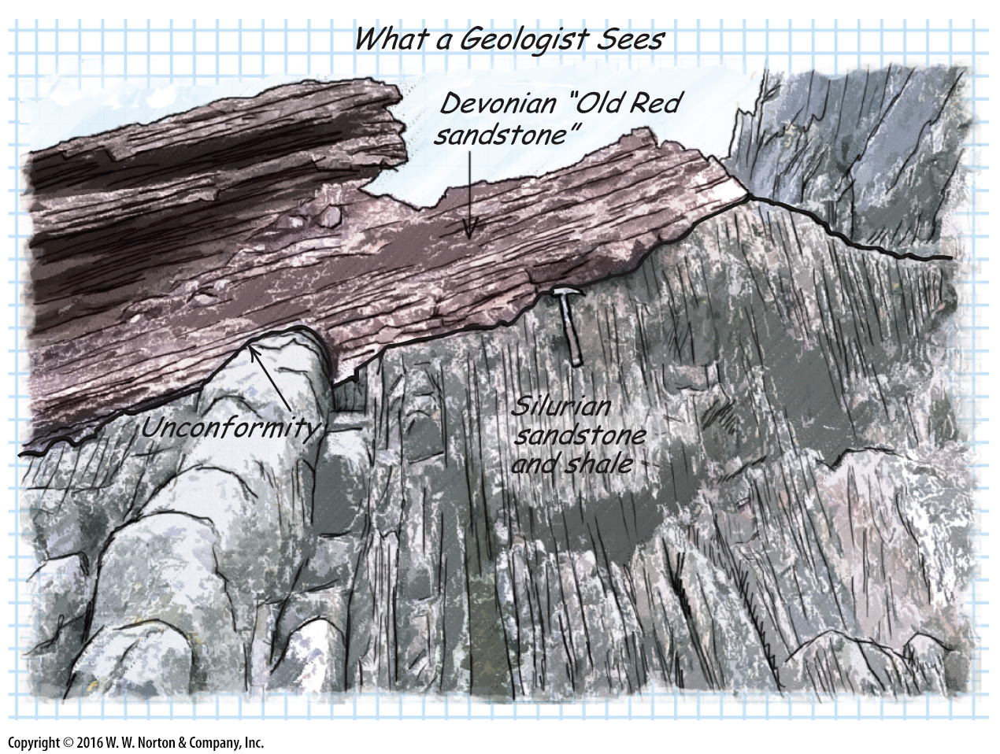 What a Geologist Sees
Devonian "Old Red
sandstone"
Unconformity
Silurian
sandstone
and shale
Copyright © 2016 W. W. Norton & Company, Inc.